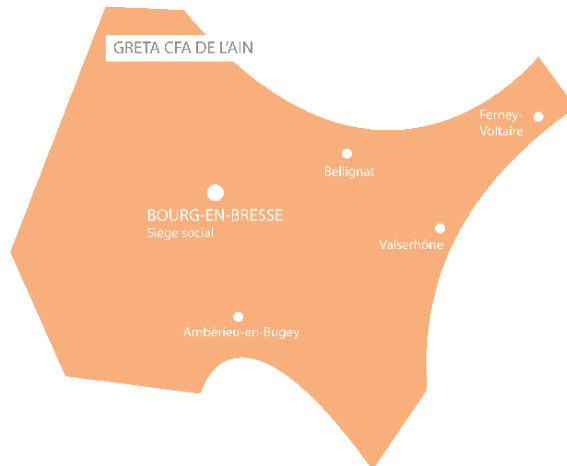 GRETA CFA DE L'AIN
Ferney-
Voltaire
Bellignat
BOURG-EN-BRESSE
Siège social
Valserhône
Ambérieu-en-Bugey